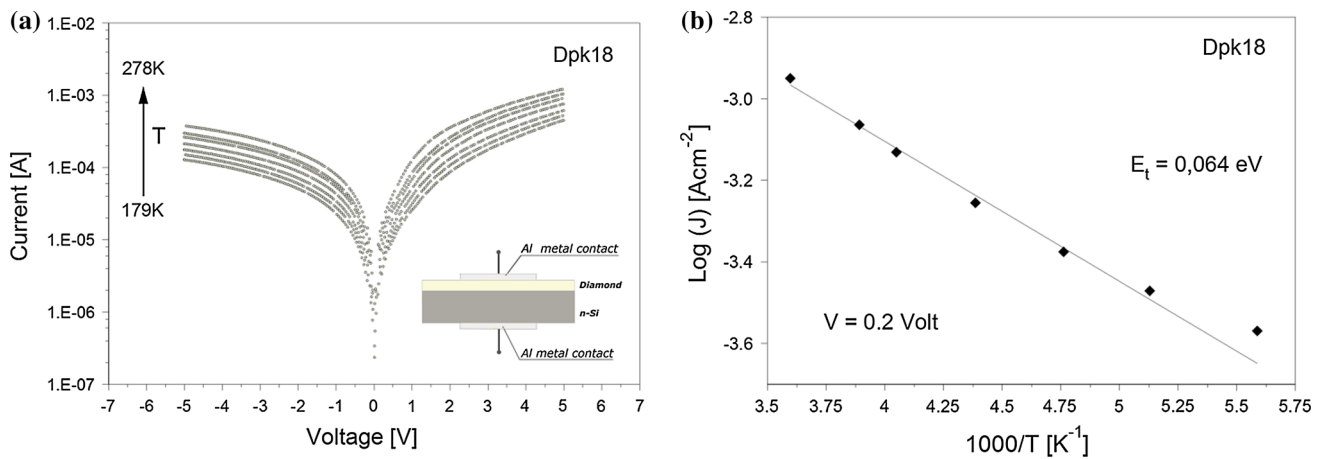 (a)
Dpk18
Current [A]
1.E-02
1.E-03
1.E-04
1.E-05
1.E-06
1.E-07
278K
T
179K
Al metal contact
Diamond
n-Si
Al metal contact
-7 -6 -5 -4 -3 -2 -1 0 1 2 3 4 5 6 7
Voltage [V]
(b)
Dpk18
Log (J) [Acm⁻²]
-2.8
-3.0
-3.2
-3.4
-3.6
Eₜ = 0,064 eV
V = 0.2 Volt
3.5 3.75 4 4.25 4.5 4.75 5 5.25 5.5 5.75
1000/T [K⁻¹]